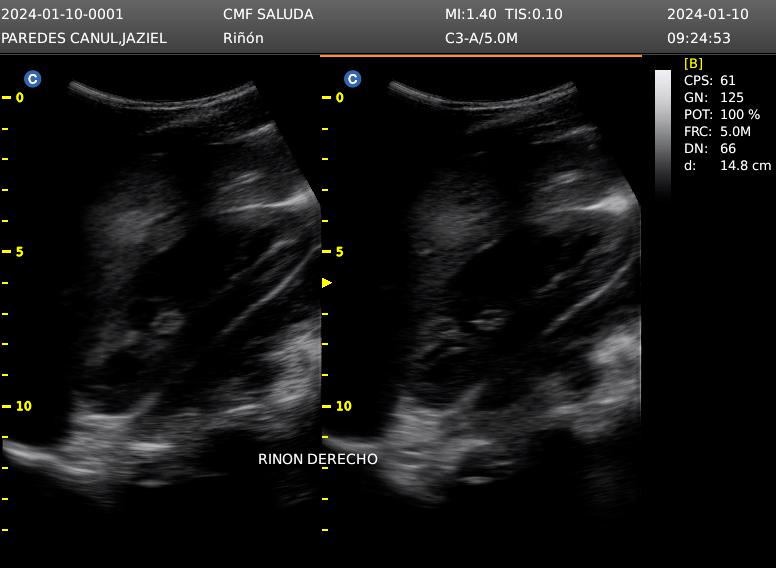 2024-01-10-0001 CMF SALUDA MI:1.40 TIS:0.10 2024-01-10
PAREDES CANUL,JAZIEL Riñón C3-A/5.0M 09:24:53
[B]
C C
CPS: 61
0 0
GN: 125
POT: 100 %
FRC: 5.0M
DN: 66
d: 14.8 cm
5 5
10 10
RINON DERECHO